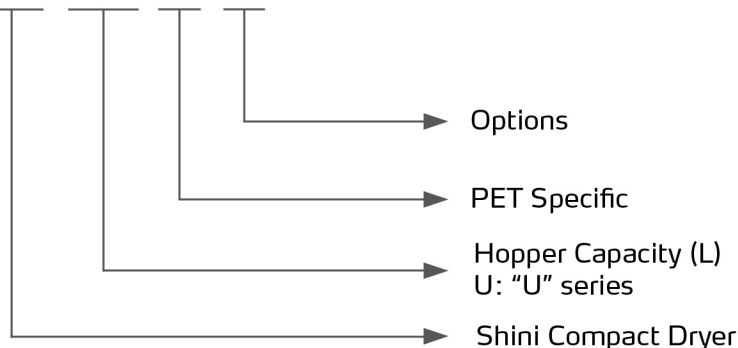 Options
PET Specific
Hopper Capacity (L)
U: “U” series
Shini Compact Dryer